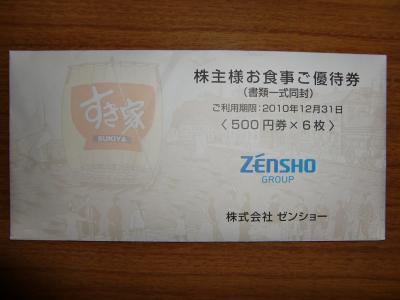 株主様お食事ご優待券
（書類一式同封）
ご利用期限：2010年12月31日
〈 500円券×6枚 〉
すき家
SUKIYA
ZENSHO
GROUP
株式会社 ゼンショー